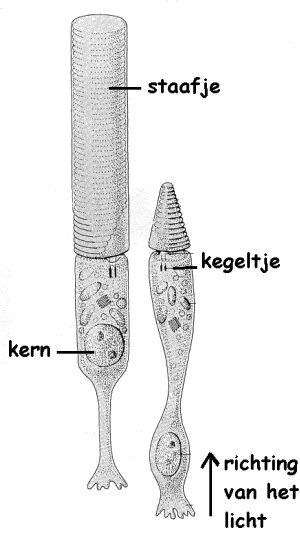 staafje
kegeltje
kern
richting
van het
licht